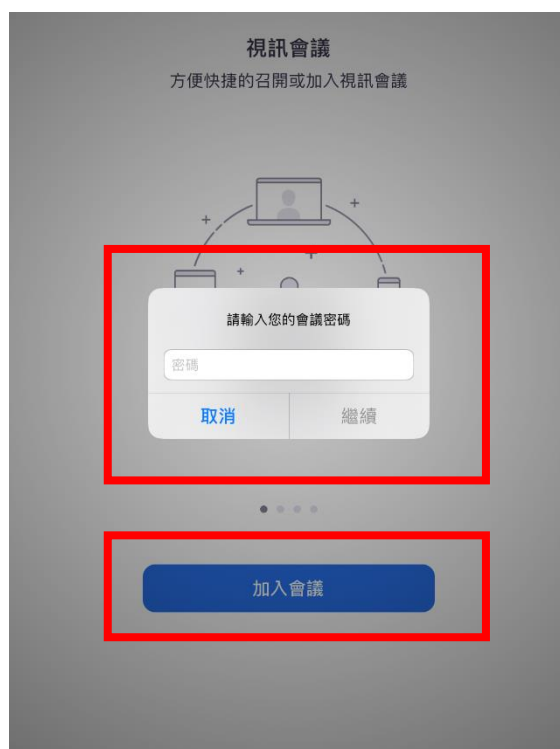 視訊會議
方便快捷的召開或加入視訊會議
請輸入您的會議密碼
密碼
取消
繼續
加入會議